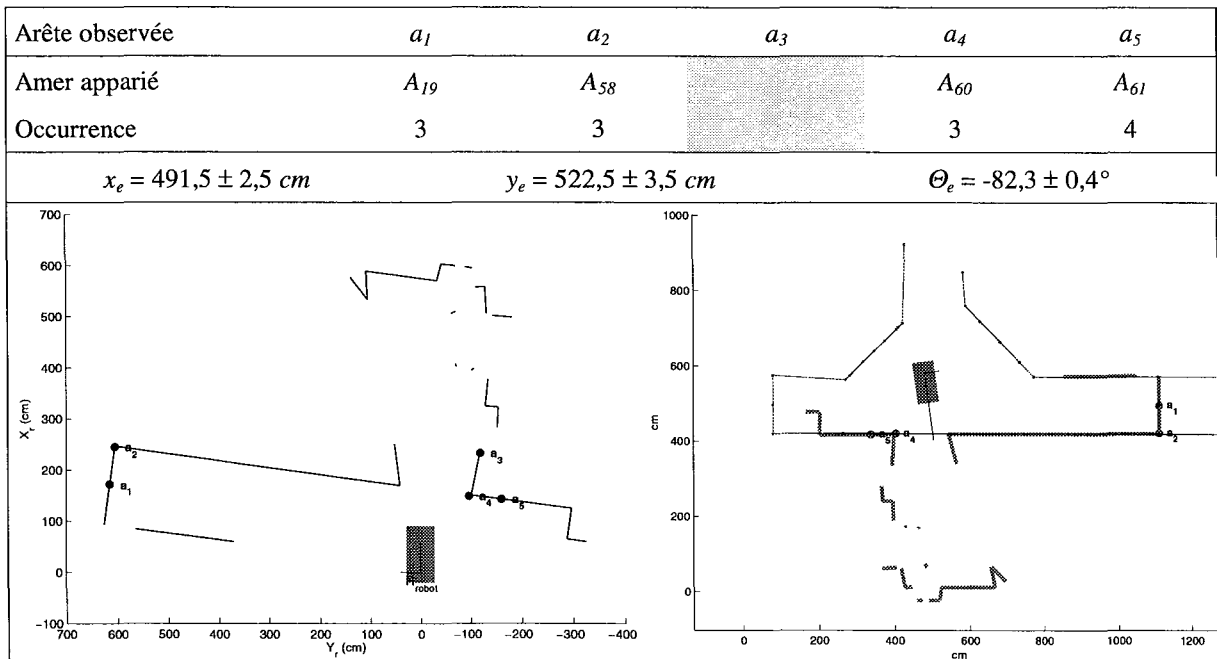 Arête observée a1 a2 a3 a4 a5
Amer apparié A19 A58 A60 A61
Occurrence 3 3 3 4
xe = 491,5 ± 2,5 cm ye = 522,5 ± 3,5 cm Θe = -82,3 ± 0,4°
700
600
500
400
300
200
100
0
-100
Xr (cm)
a2
a1
a3
a4 a5
robot
700 600 500 400 300 200 100 0 -100 -200 -300 -400
Yr (cm)
1000
800
600
400
200
0
cm
a1
a2
a5 a4
0 200 400 600 800 1000 1200
cm